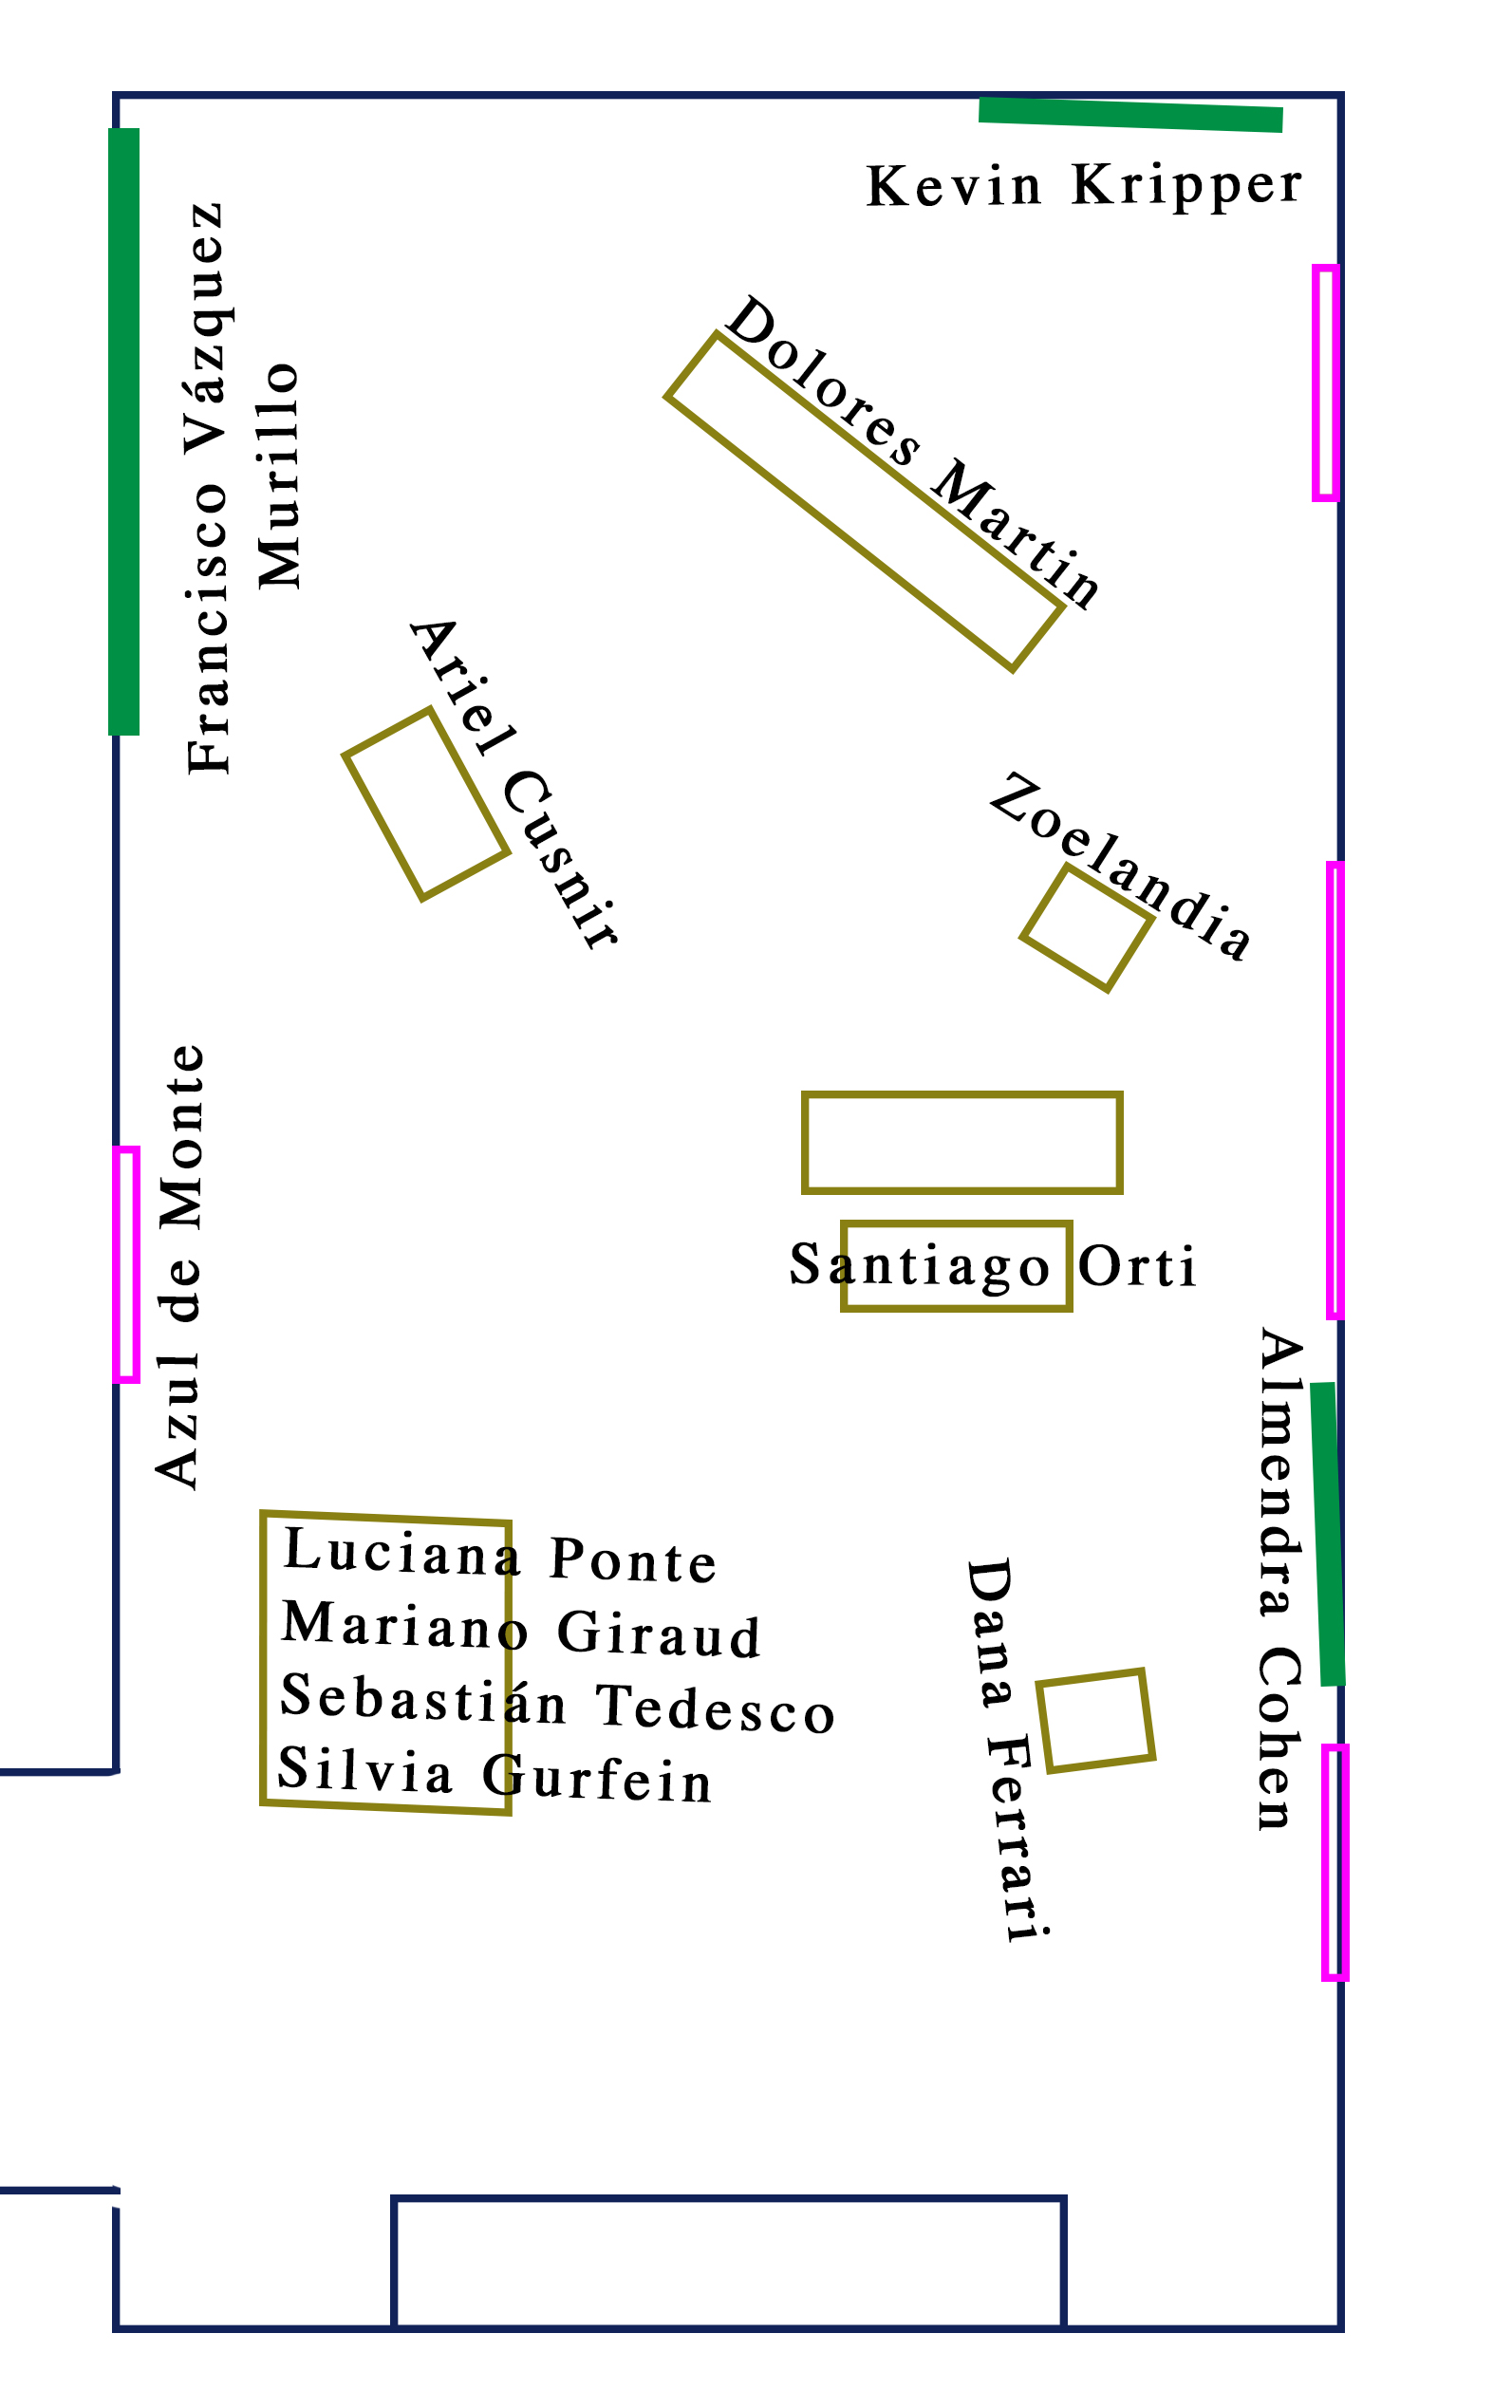 Kevin Kripper
Francisco Vázquez
Murillo
Dolores Martin
Ariel Cusnir
Zoelandia
Azul de Monte
Santiago Orti
Almendra Cohen
Luciana Ponte
Mariano Giraud
Sebastián Tedesco
Silvia Gurfein
Dana Ferrari